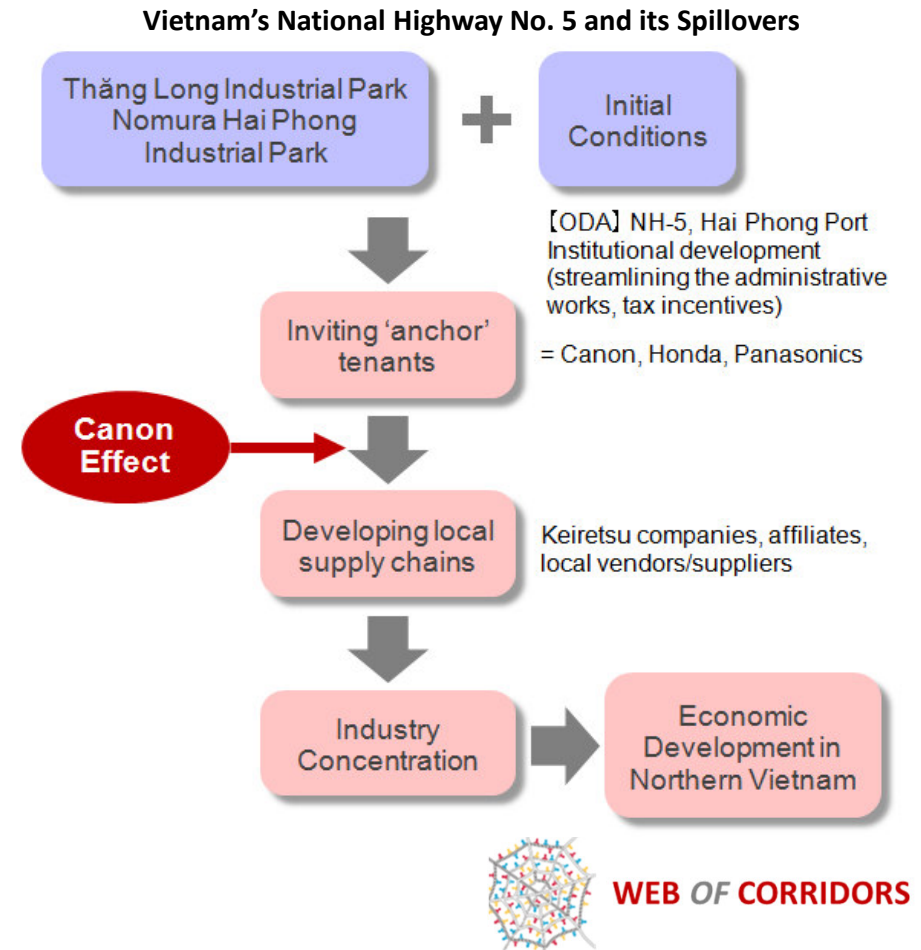 Vietnam's National Highway No. 5 and its Spillovers
Thăng Long Industrial Park
Nomura Hai Phong
Industrial Park
Initial
Conditions
【ODA】 NH-5, Hai Phong Port
Institutional development
(streamlining the administrative
works, tax incentives)
Inviting ‘anchor’
tenants
= Canon, Honda, Panasonics
Canon
Effect
Developing local
supply chains
Keiretsu companies, affiliates,
local vendors/suppliers
Industry
Concentration
Economic
Development in
Northern Vietnam
WEB OF CORRIDORS